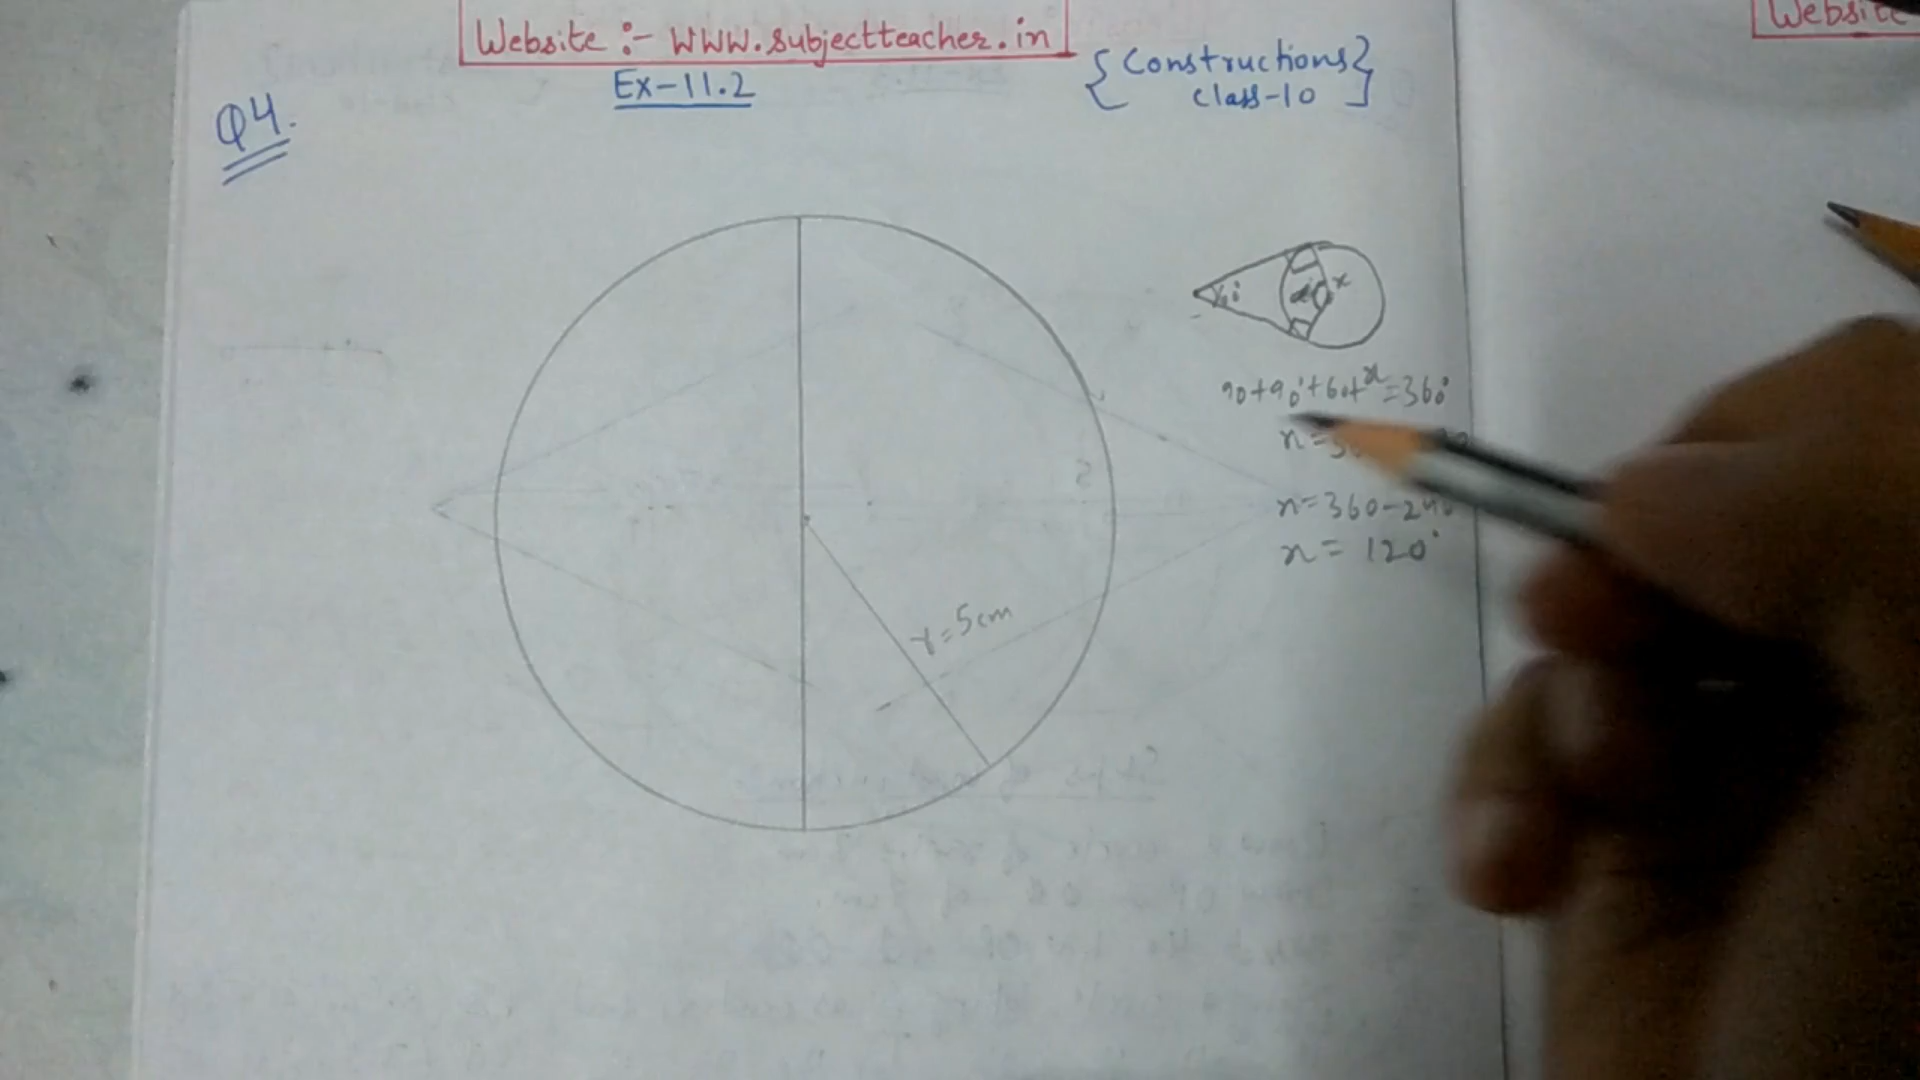 Website :- www.subjectteacher.in
Website
Ex-11.2
{Constructions}
Class-10
Q4.
60°
x
90+90°+60+x=360°
x=360-240
x= 120°
r=5cm